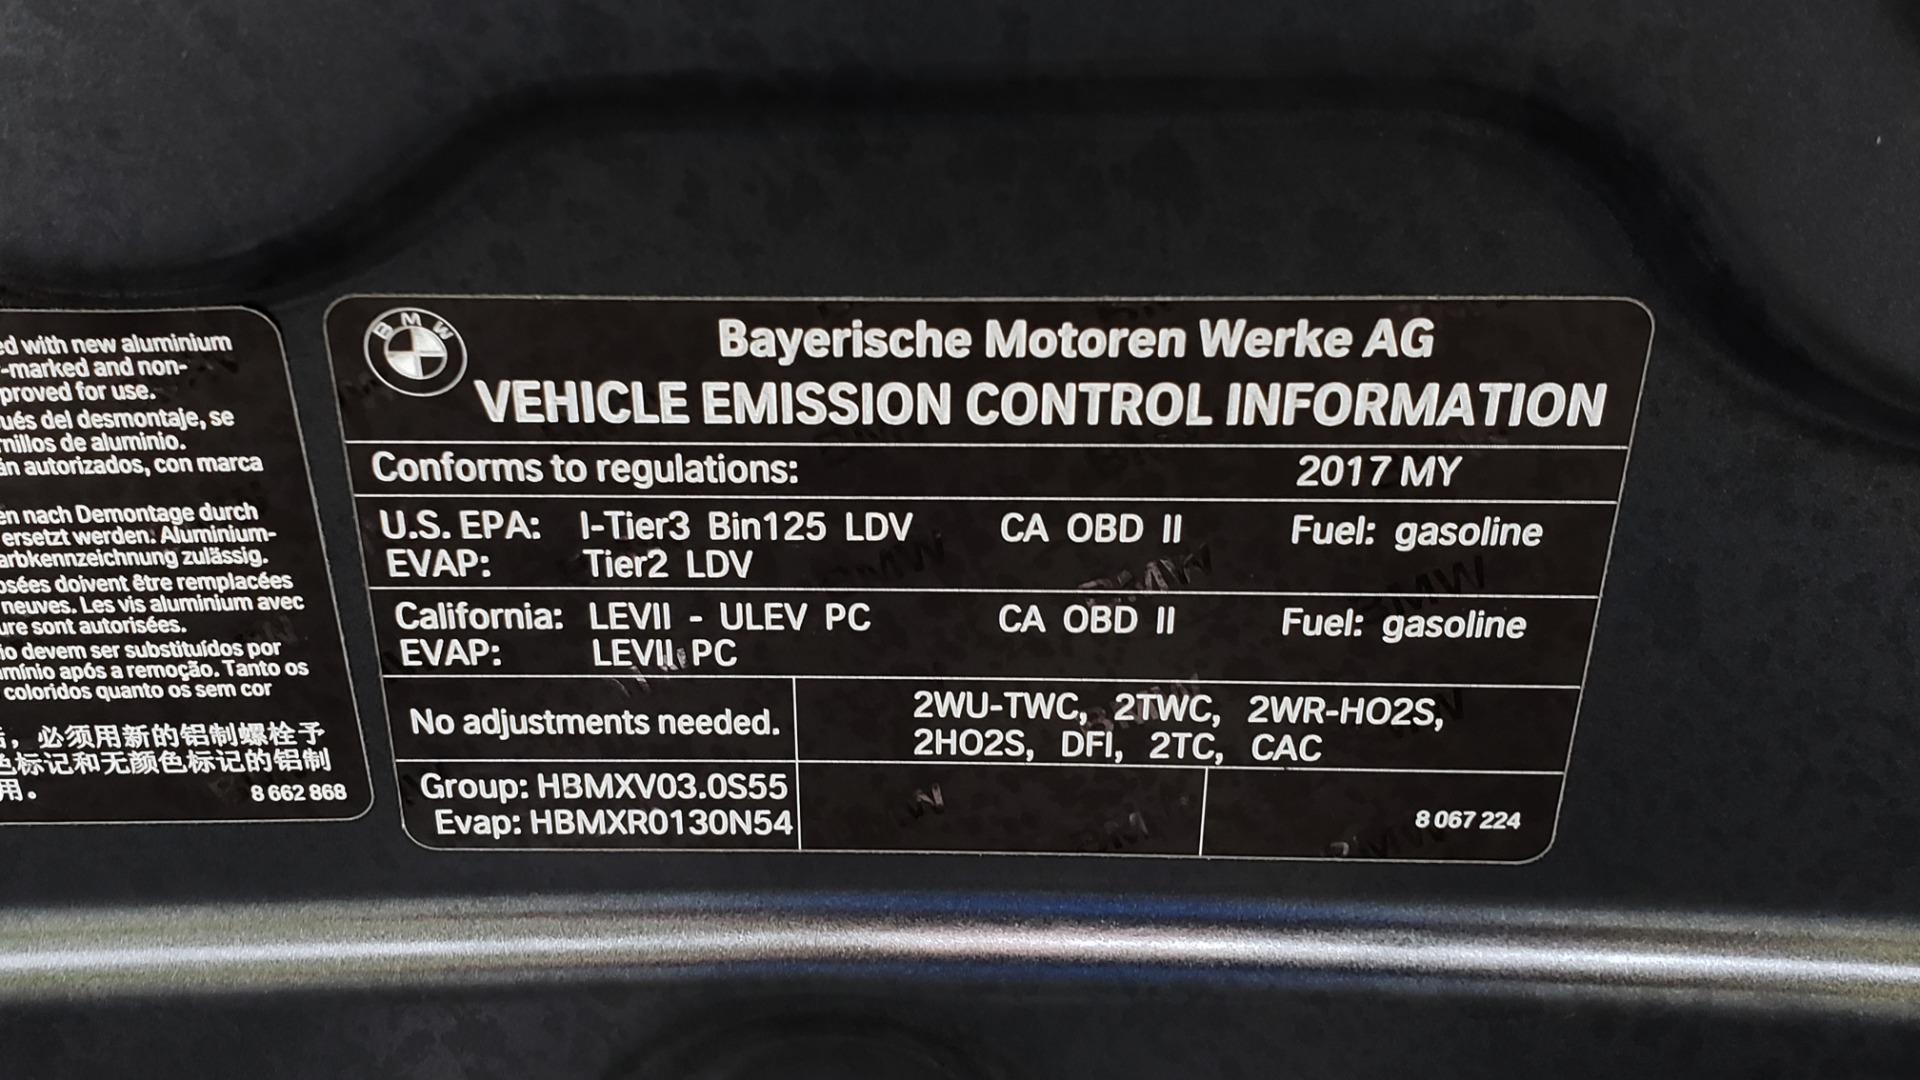 ed with new aluminium
-marked and non-
proved for use.
ués del desmontaje, se
nillos de aluminio.
án autorizados, con marca
en nach Demontage durch
ersetzt werden. Aluminium-
arbkennzeichnung zulässig.
osées doivent être remplacées
neuves. Les vis aluminium avec
ure sont autorisées.
io devem ser substituídos por
mínio após a remoção. Tanto os
coloridos quanto os sem cor
，必须用新的铝制螺栓予
色标记和无颜色标记的铝制
用。
8 662 868
BMW
Bayerische Motoren Werke AG
VEHICLE EMISSION CONTROL INFORMATION
Conforms to regulations: 2017 MY
U.S. EPA: I-Tier3 Bin125 LDV CA OBD II Fuel: gasoline
EVAP: Tier2 LDV
California: LEVII - ULEV PC CA OBD II Fuel: gasoline
EVAP: LEVII PC
No adjustments needed.
2WU-TWC, 2TWC, 2WR-HO2S,
2HO2S, DFI, 2TC, CAC
Group: HBMXV03.0S55
Evap: HBMXR0130N54
8 067 224